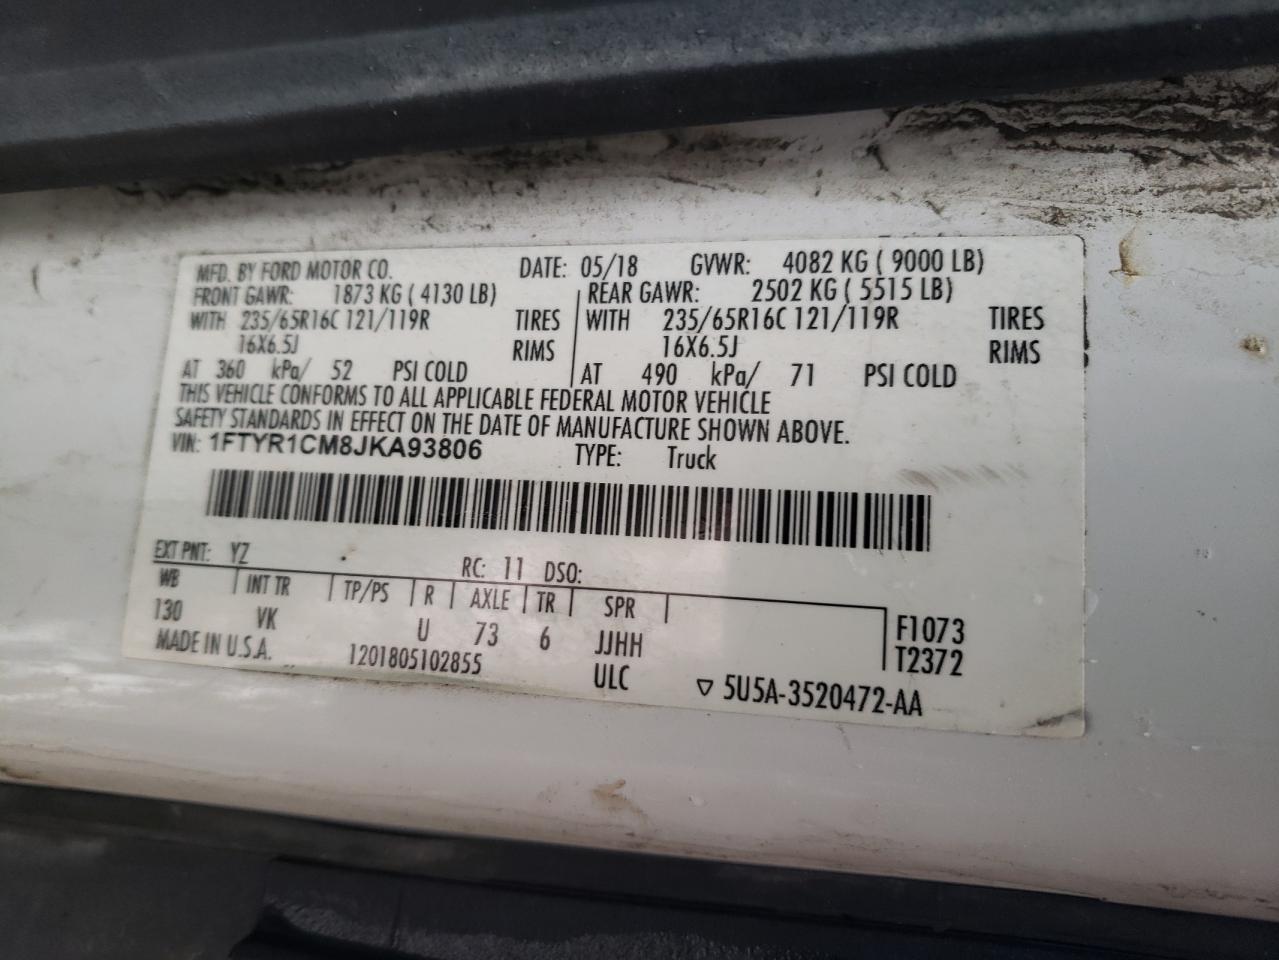 MFD. BY FORD MOTOR CO. DATE: 05/18 GVWR: 4082 KG ( 9000 LB)
FRONT GAWR: 1873 KG ( 4130 LB) REAR GAWR: 2502 KG ( 5515 LB)
WITH 235/65R16C 121/119R TIRES WITH 235/65R16C 121/119R TIRES
16X6.5J RIMS 16X6.5J RIMS
AT 360 kPa/ 52 PSI COLD AT 490 kPa/ 71 PSI COLD
THIS VEHICLE CONFORMS TO ALL APPLICABLE FEDERAL MOTOR VEHICLE
SAFETY STANDARDS IN EFFECT ON THE DATE OF MANUFACTURE SHOWN ABOVE.
VIN: 1FTYR1CM8JKA93806 TYPE: Truck
EXT PNT: YZ RC: 11 DSO:
WB INT TR TP/PS R AXLE TR SPR
130 VK U 73 6 JJHH F1073
MADE IN U.S.A. 1201805102855 ULC T2372
▽ 5U5A-3520472-AA